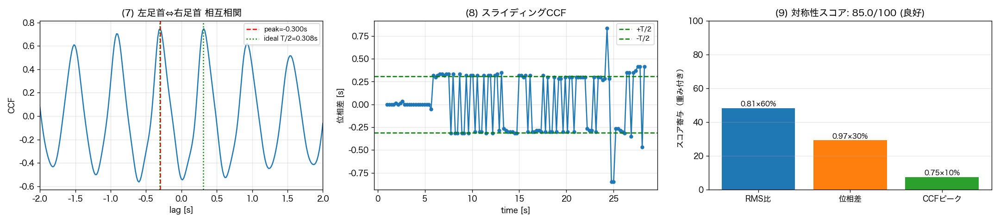 (7) 左足首⇔右足首 相互相関
peak=-0.300s
ideal T/2=0.308s
CCF
0.8
0.6
0.4
0.2
0.0
-0.2
-0.4
-0.6
-2.0 -1.5 -1.0 -0.5 0.0 0.5 1.0 1.5 2.0
lag [s]
(8) スライディングCCF
+T/2
-T/2
位相差 [s]
0.75
0.50
0.25
0.00
-0.25
-0.50
-0.75
0 5 10 15 20 25
time [s]
(9) 対称性スコア: 85.0/100 (良好)
スコア寄与（重み付き）
100
80
60
40
20
0
0.81×60%
0.97×30%
0.75×10%
RMS比 位相差 CCFピーク